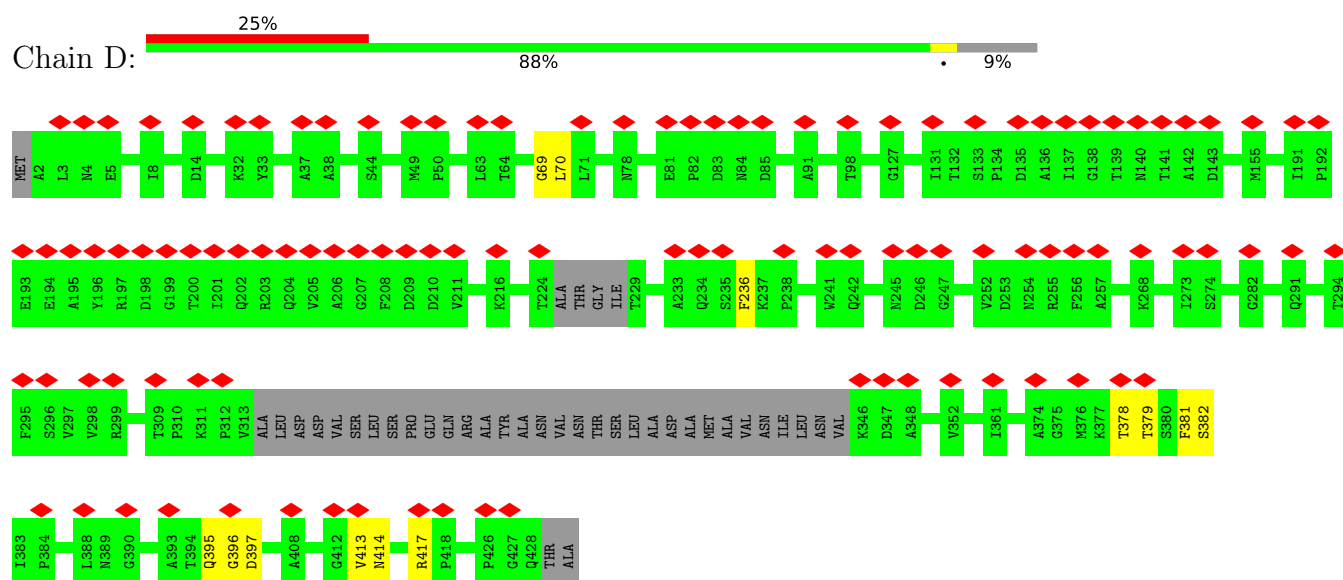 25%
Chain D:
88% • 9%
MET A2 L3 N4 E5 I8 D14 K32 Y33 A37 A38 S44 M49 P50 L63 T64 G69 L70 L71 N78 E81 P82 D83 N84 D85 A91 T98 G127 I131 T132 S133 P134 D135 A136 I137 G138 T139 N140 T141 A142 D143 M155 I191 P192
E193 E194 A195 Y196 R197 D198 G199 T200 I201 Q202 R203 Q204 V205 A206 G207 F208 D209 D210 V211 K216 T224 ALA THR GLY ILE T229 A233 Q234 S235 F236 K237 P238 W241 Q242 N245 D246 G247 V252 D253 N254 R255 F256 A257 K268 I273 S274 G282 Q291 T294
F295 S296 V297 V298 R299 T309 P310 K311 P312 V313 ALA LEU ASP ASP VAL SER LEU SER PRO GLU GLN ARG ALA TYR ALA ASN VAL ASN THR SER LEU ALA ASP ALA MET ALA VAL ASN ILE LEU ASN VAL K346 D347 A348 V352 I361 A374 G375 M376 K377 T378 T379 S380 F381 S382
I383 P384 L388 N389 G390 A393 T394 Q395 G396 D397 A408 G412 V413 N414 R417 P418 P426 G427 Q428 THR ALA